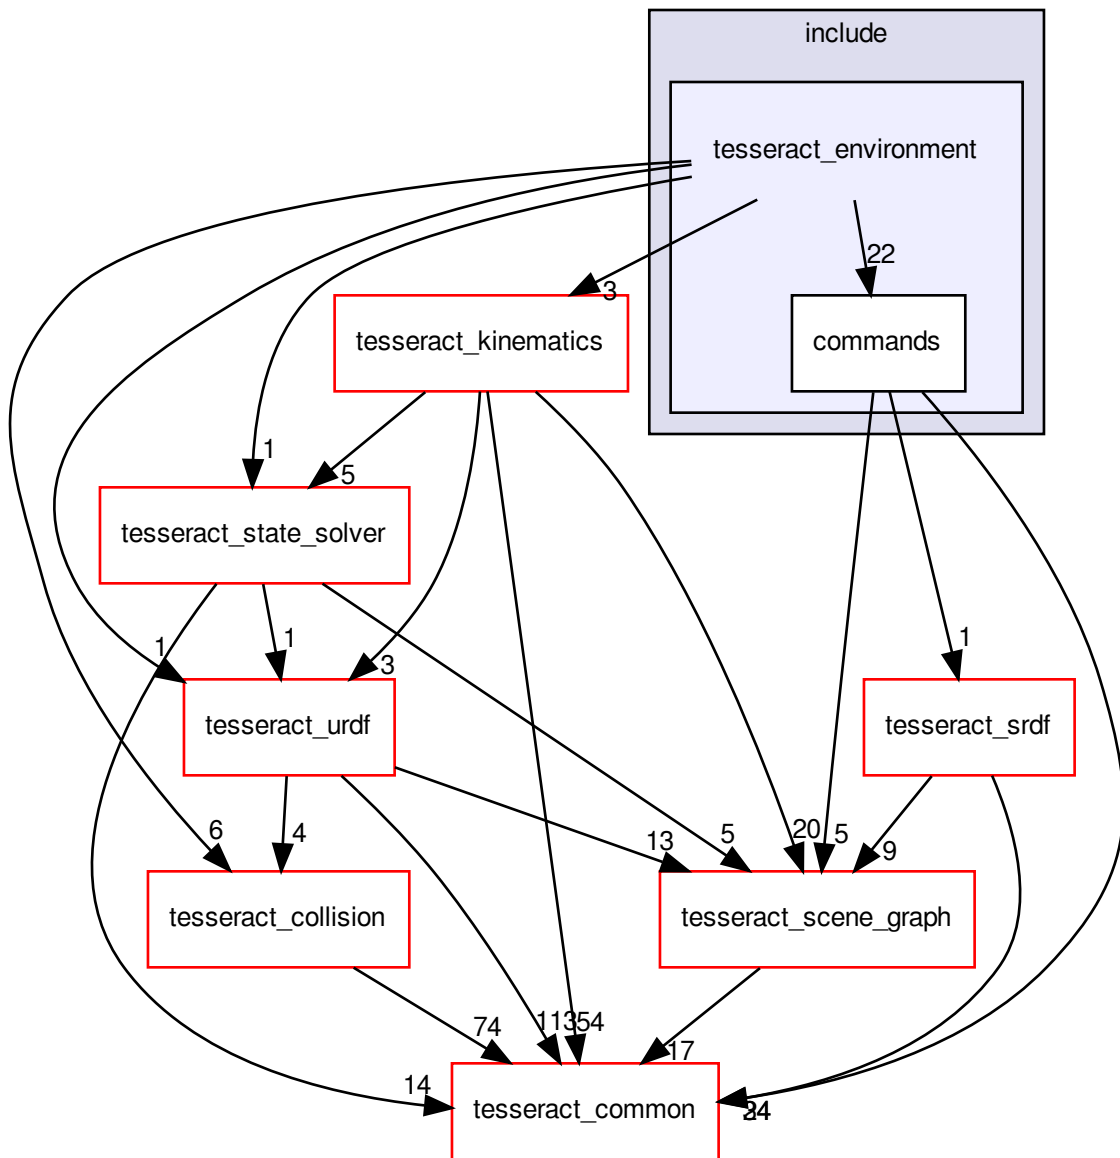 include
tesseract_environment
22
3
tesseract_kinematics
commands
1
5
tesseract_state_solver
1
1
3
1
tesseract_urdf
tesseract_srdf
6
4
13
5
20
5
9
tesseract_collision
tesseract_scene_graph
74
54
17
14
tesseract_common